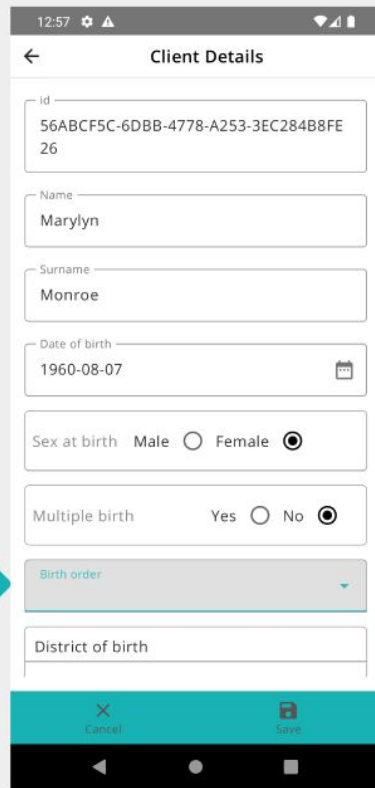 12:57
Client Details
id
56ABCF5C-6DBB-4778-A253-3EC284B8FE
26
Name
Marylyn
Surname
Monroe
Date of birth
1960-08-07
Sex at birth Male Female
Multiple birth Yes No
Birth order
District of birth
Cancel Save